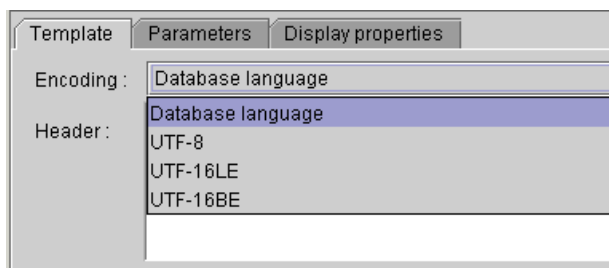 Template Parameters Display properties
Encoding : Database language
Database language
Header :
UTF-8
UTF-16LE
UTF-16BE